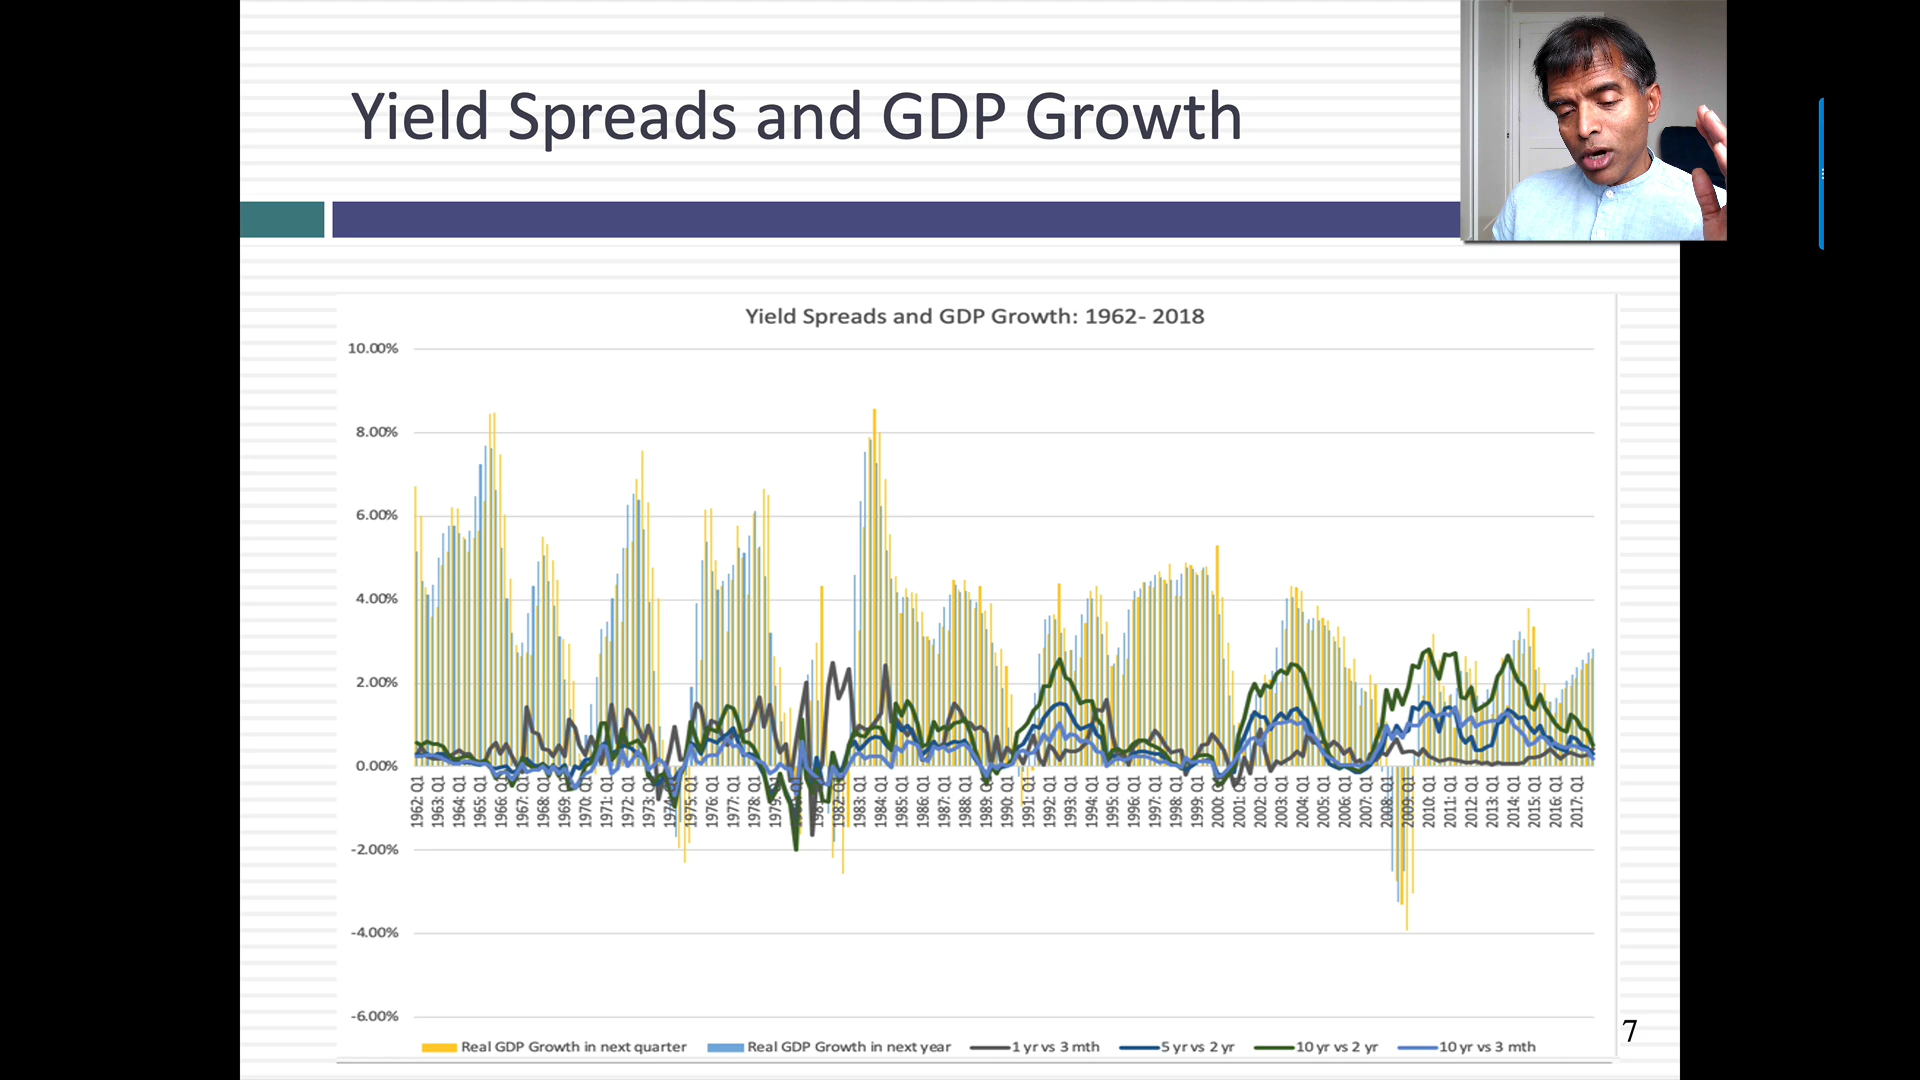 Yield Spreads and GDP Growth
Yield Spreads and GDP Growth: 1962- 2018
10.00%
8.00%
6.00%
4.00%
2.00%
0.00%
-2.00%
-4.00%
-6.00%
1962: Q1
1963: Q1
1964: Q1
1965: Q1
1966: Q1
1967: Q1
1968: Q1
1969: Q1
1970: Q1
1971: Q1
1972: Q1
1973: Q1
1975: Q1
1976: Q1
1977: Q1
1978: Q1
1983: Q1
1984: Q1
1985: Q1
1986: Q1
1987: Q1
1988: Q1
1989: Q1
1990: Q1
1991: Q1
1992: Q1
1993: Q1
1994: Q1
1995: Q1
1996: Q1
1997: Q1
1998: Q1
1999: Q1
2000: Q1
2001: Q1
2002: Q1
2003: Q1
2004: Q1
2005: Q1
2006: Q1
2007: Q1
2009: Q1
2010: Q1
2011: Q1
2012: Q1
2013: Q1
2014: Q1
2015: Q1
2016: Q1
2017: Q1
Real GDP Growth in next quarter Real GDP Growth in next year 1 yr vs 3 mth 5 yr vs 2 yr 10 yr vs 2 yr 10 yr vs 3 mth
7